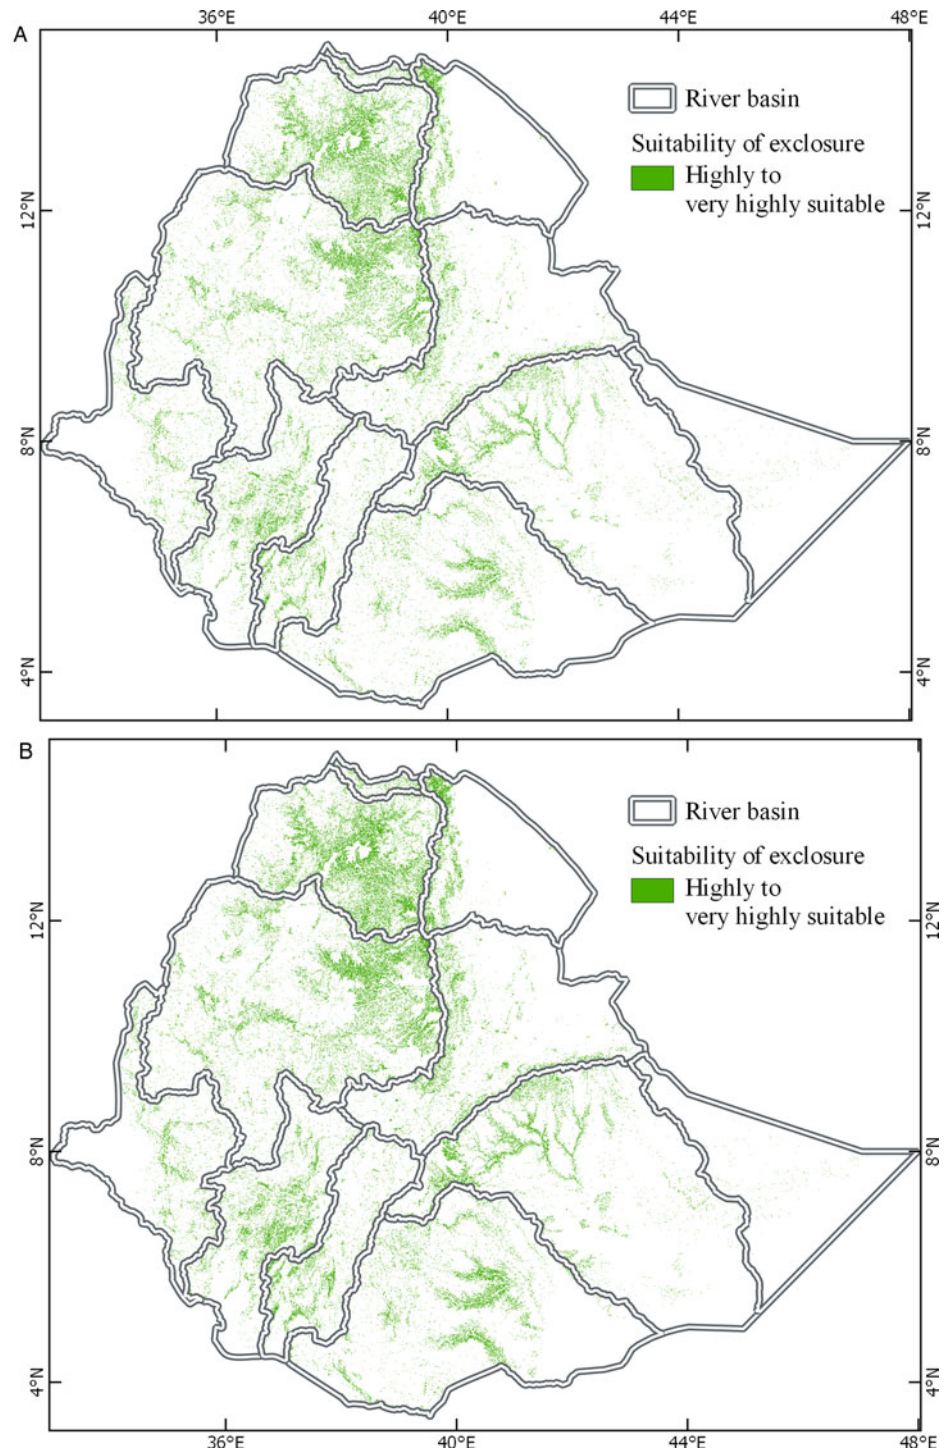 36°E 40°E 44°E 48°E
A
River basin
Suitability of exclosure
Highly to
very highly suitable
12°N 12°N
8°N 8°N
4°N 4°N
B
River basin
Suitability of exclosure
Highly to
very highly suitable
12°N 12°N
8°N 8°N
4°N 4°N
36°E 40°E 44°E 48°E